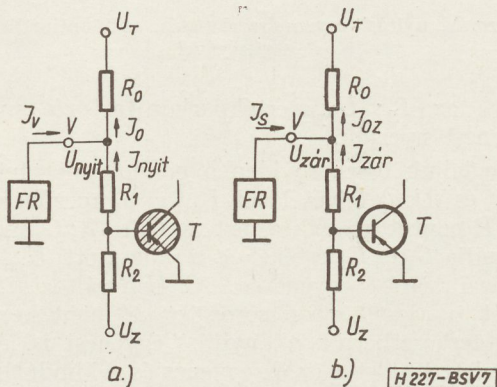 U_T U_T
R_0 R_0
J_V V J_0 J_S V J_0Z
U_nyit J_nyit U_zár J_zár
FR R_1 T FR R_1 T
R_2 R_2
U_Z U_Z
a.) b.)
H 227-BSV7